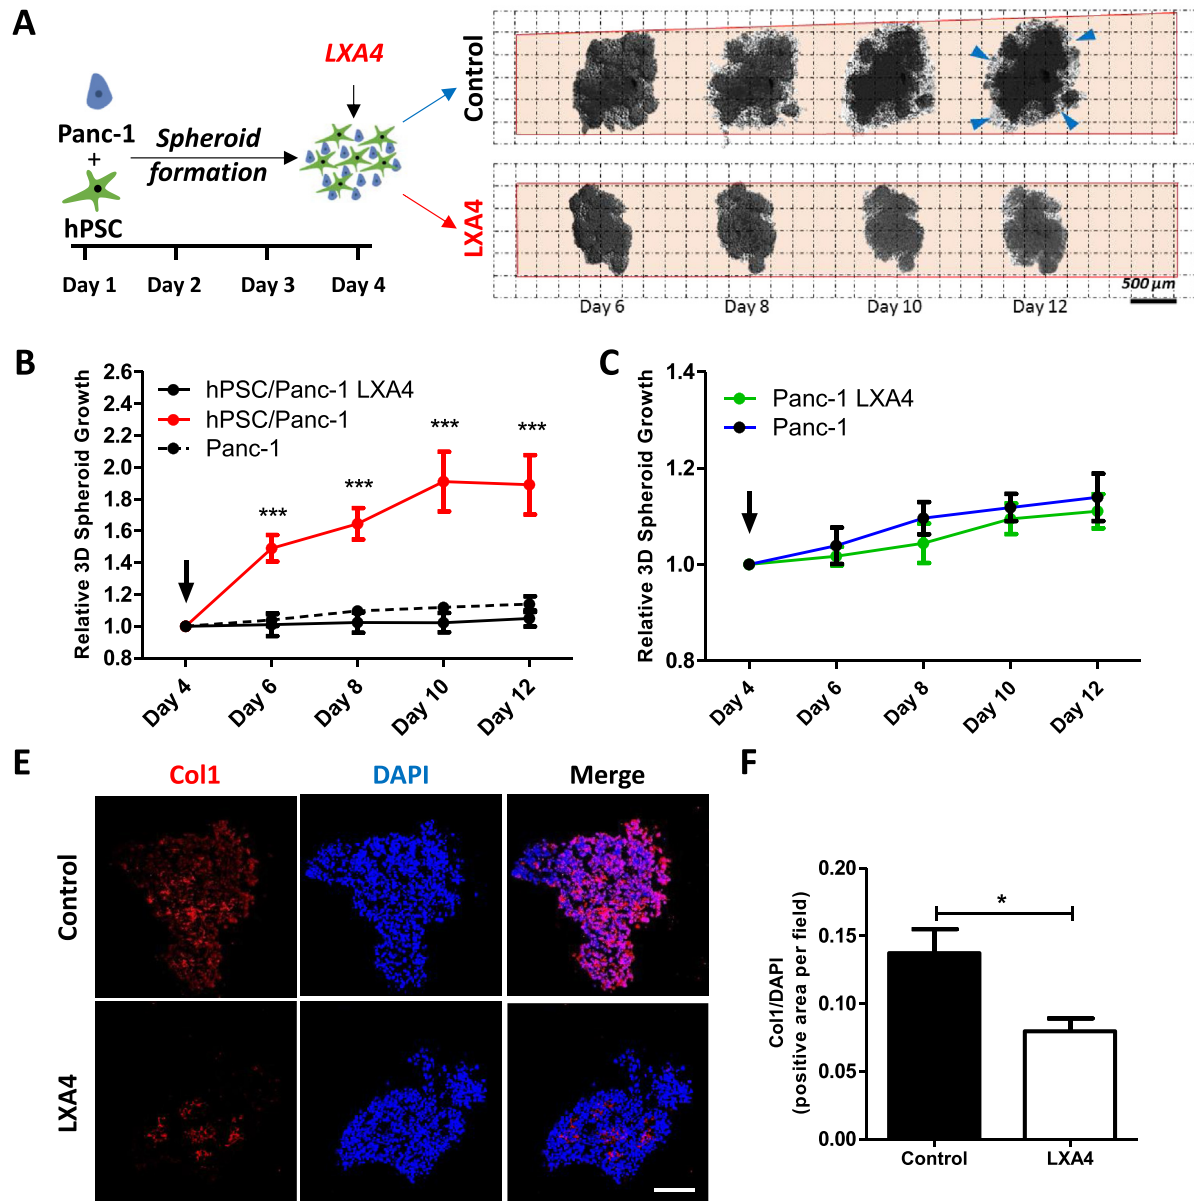 A
LXA4
Panc-1
+
hPSC
Spheroid
formation
Day 1
Day 2
Day 3
Day 4
Control
LXA4
Day 6
Day 8
Day 10
Day 12
500 μm
B
Relative 3D Spheroid Growth
2.6
2.4
2.2
2.0
1.8
1.6
1.4
1.2
1.0
0.8
hPSC/Panc-1 LXA4
hPSC/Panc-1
Panc-1
***
***
***
***
Day 4
Day 6
Day 8
Day 10
Day 12
C
Relative 3D Spheroid Growth
1.4
1.2
1.0
0.8
Panc-1 LXA4
Panc-1
Day 4
Day 6
Day 8
Day 10
Day 12
E
Col1
DAPI
Merge
Control
LXA4
F
Col1/DAPI
(positive area per field)
0.20
0.15
0.10
0.05
0.00
*
Control
LXA4